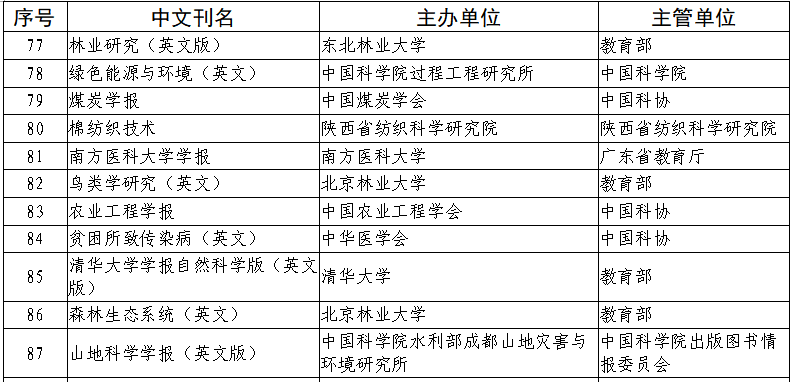 序号 中文刊名 主办单位 主管单位
77 林业研究（英文版） 东北林业大学 教育部
78 绿色能源与环境（英文） 中国科学院过程工程研究所 中国科学院
79 煤炭学报 中国煤炭学会 中国科协
80 棉纺织技术 陕西省纺织科学研究院 陕西省纺织科学研究院
81 南方医科大学学报 南方医科大学 广东省教育厅
82 鸟类学研究（英文） 北京林业大学 教育部
83 农业工程学报 中国农业工程学会 中国科协
84 贫困所致传染病（英文） 中华医学会 中国科协
85 清华大学学报自然科学版（英文
版） 清华大学 教育部
86 森林生态系统（英文） 北京林业大学 教育部
87 山地科学学报（英文版） 中国科学院水利部成都山地灾害与
环境研究所 中国科学院出版图书情
报委员会